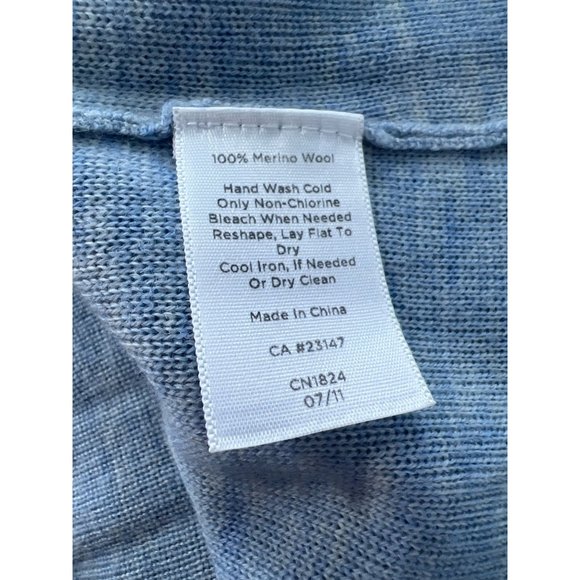 100% Merino Wool
Hand Wash Cold
Only Non-Chlorine
Bleach When Needed
Reshape, Lay Flat To
Dry
Cool Iron, If Needed
Or Dry Clean
Made In China
CA #23147
CN1824
07/11